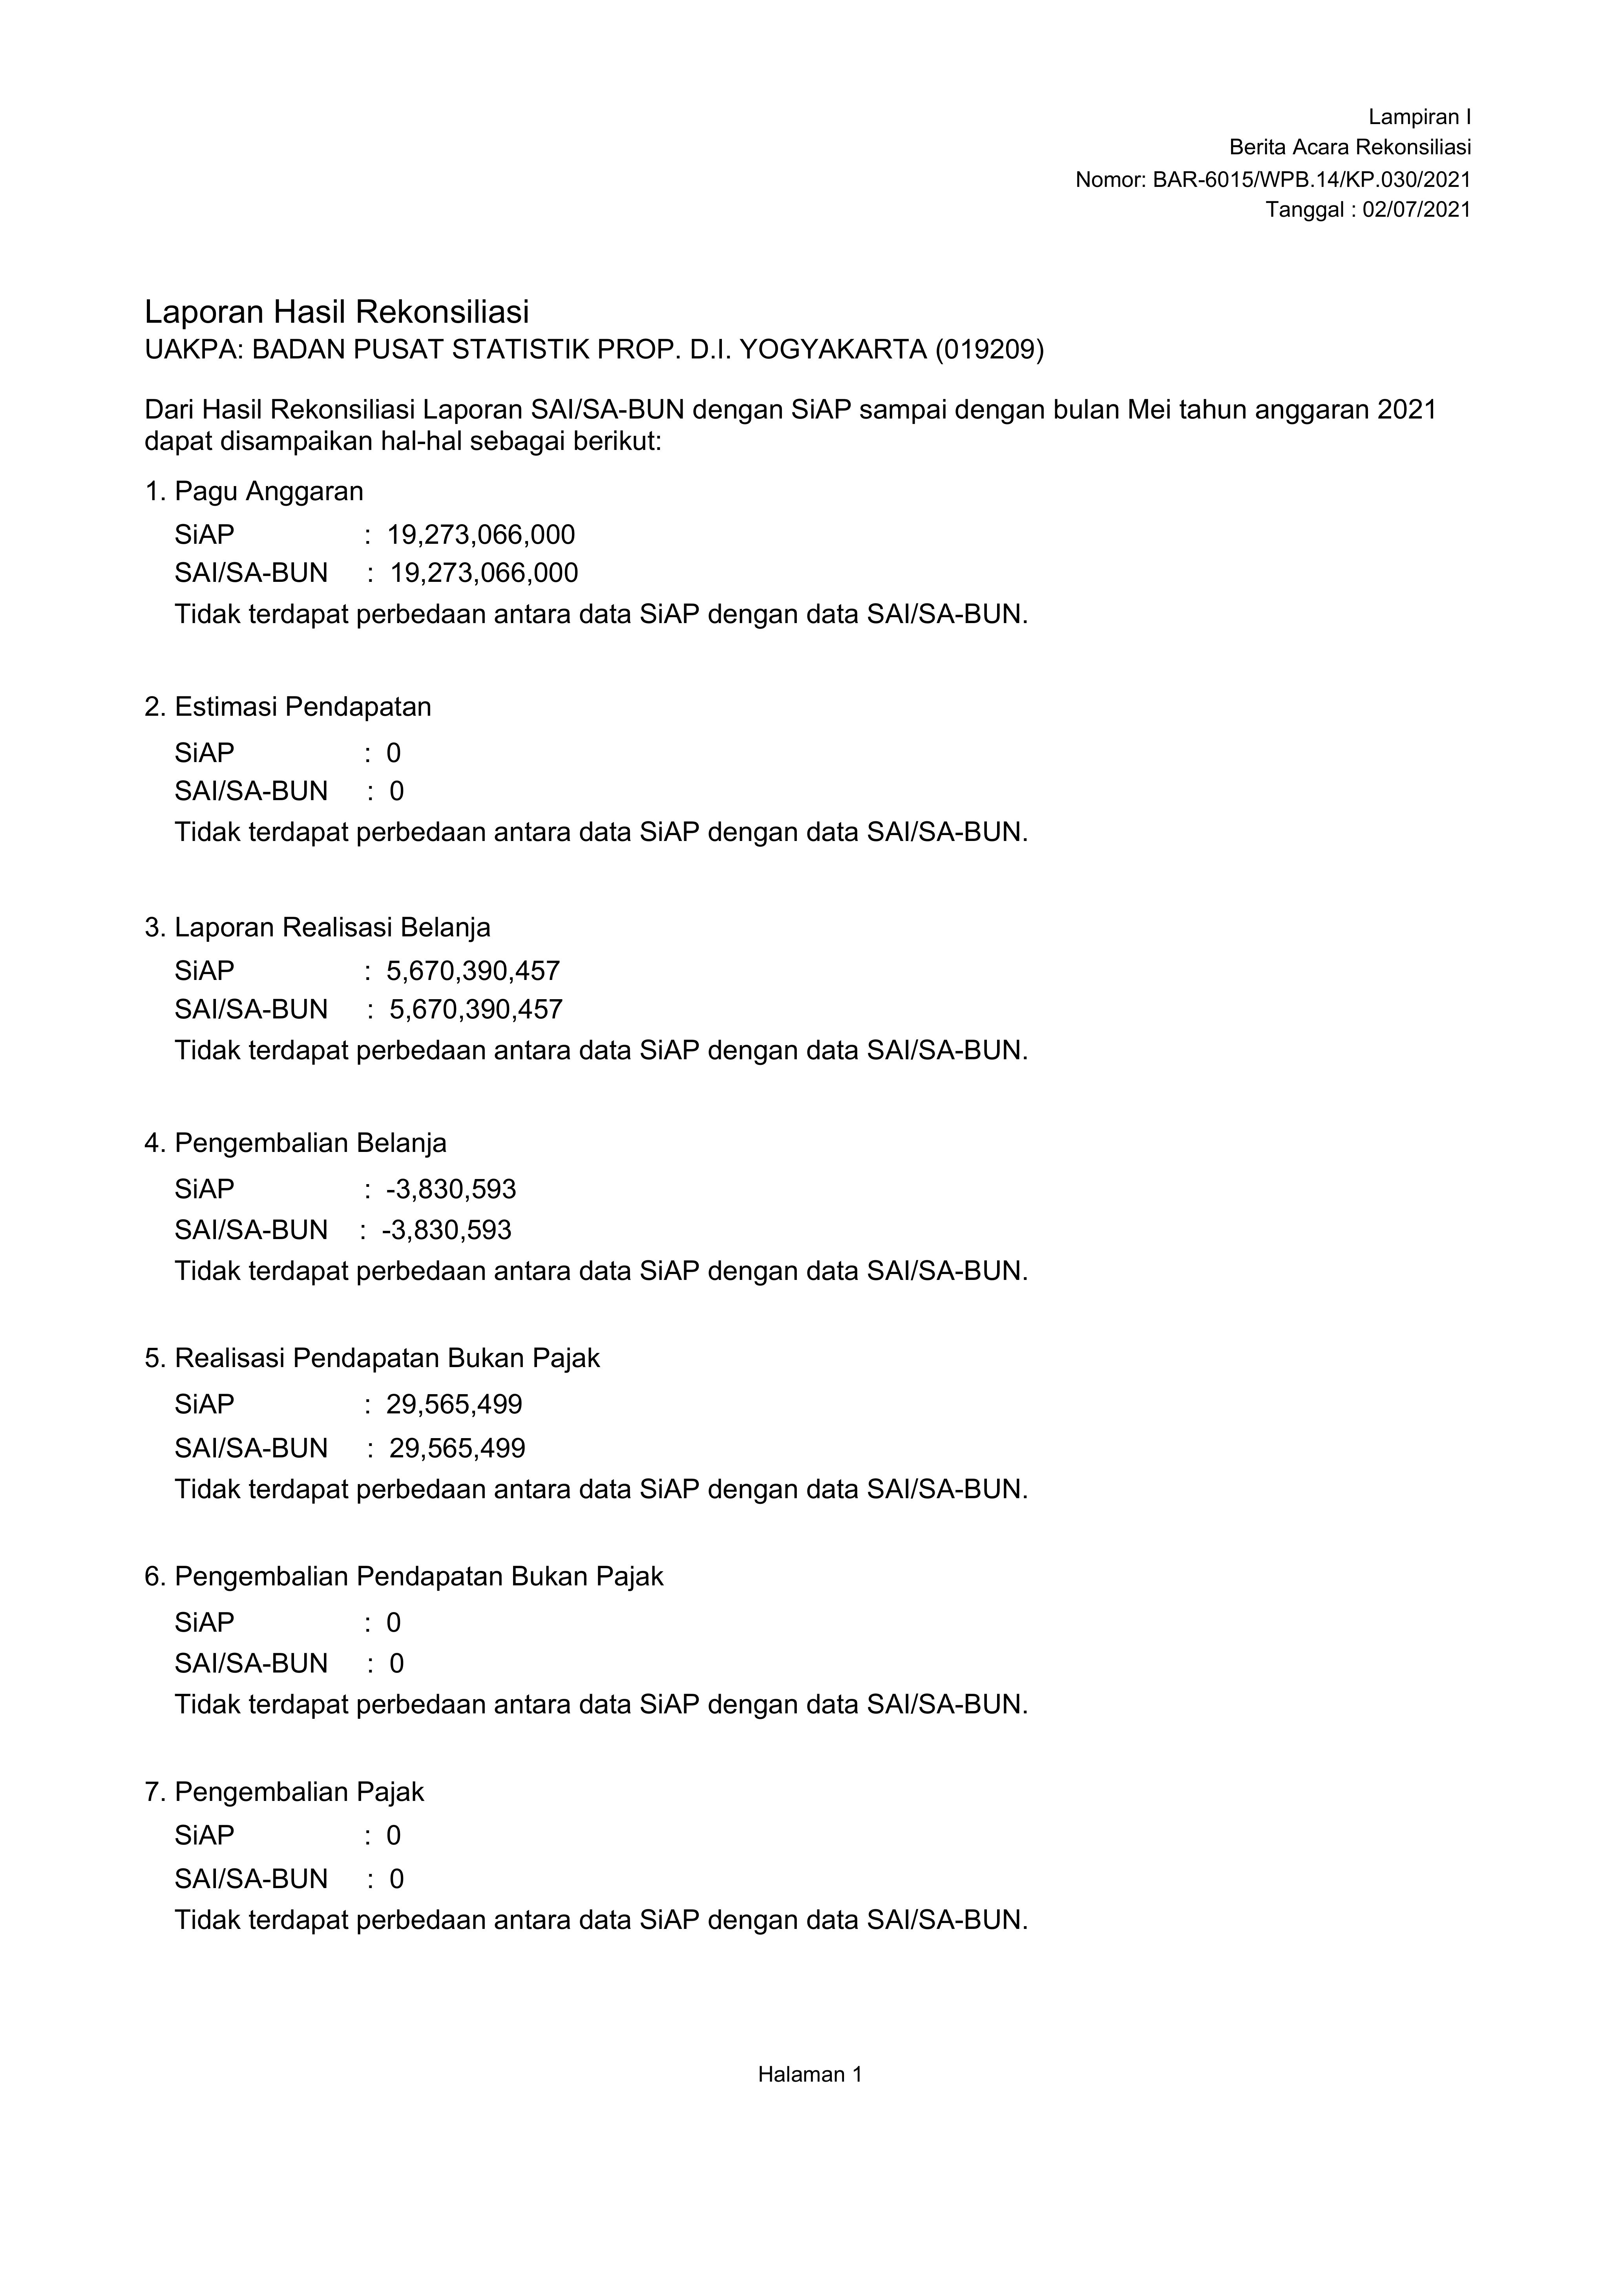 Lampiran I
Berita Acara Rekonsiliasi
Nomor: BAR-6015/WPB.14/KP.030/2021
Tanggal : 02/07/2021
Laporan Hasil Rekonsiliasi
UAKPA: BADAN PUSAT STATISTIK PROP. D.I. YOGYAKARTA (019209)
Dari Hasil Rekonsiliasi Laporan SAI/SA-BUN dengan SiAP sampai dengan bulan Mei tahun anggaran 2021
dapat disampaikan hal-hal sebagai berikut:
1. Pagu Anggaran
SiAP : 19,273,066,000
SAI/SA-BUN : 19,273,066,000
Tidak terdapat perbedaan antara data SiAP dengan data SAI/SA-BUN.
2. Estimasi Pendapatan
SiAP : 0
SAI/SA-BUN : 0
Tidak terdapat perbedaan antara data SiAP dengan data SAI/SA-BUN.
3. Laporan Realisasi Belanja
SiAP : 5,670,390,457
SAI/SA-BUN : 5,670,390,457
Tidak terdapat perbedaan antara data SiAP dengan data SAI/SA-BUN.
4. Pengembalian Belanja
SiAP : -3,830,593
SAI/SA-BUN : -3,830,593
Tidak terdapat perbedaan antara data SiAP dengan data SAI/SA-BUN.
5. Realisasi Pendapatan Bukan Pajak
SiAP : 29,565,499
SAI/SA-BUN : 29,565,499
Tidak terdapat perbedaan antara data SiAP dengan data SAI/SA-BUN.
6. Pengembalian Pendapatan Bukan Pajak
SiAP : 0
SAI/SA-BUN : 0
Tidak terdapat perbedaan antara data SiAP dengan data SAI/SA-BUN.
7. Pengembalian Pajak
SiAP : 0
SAI/SA-BUN : 0
Tidak terdapat perbedaan antara data SiAP dengan data SAI/SA-BUN.
Halaman 1